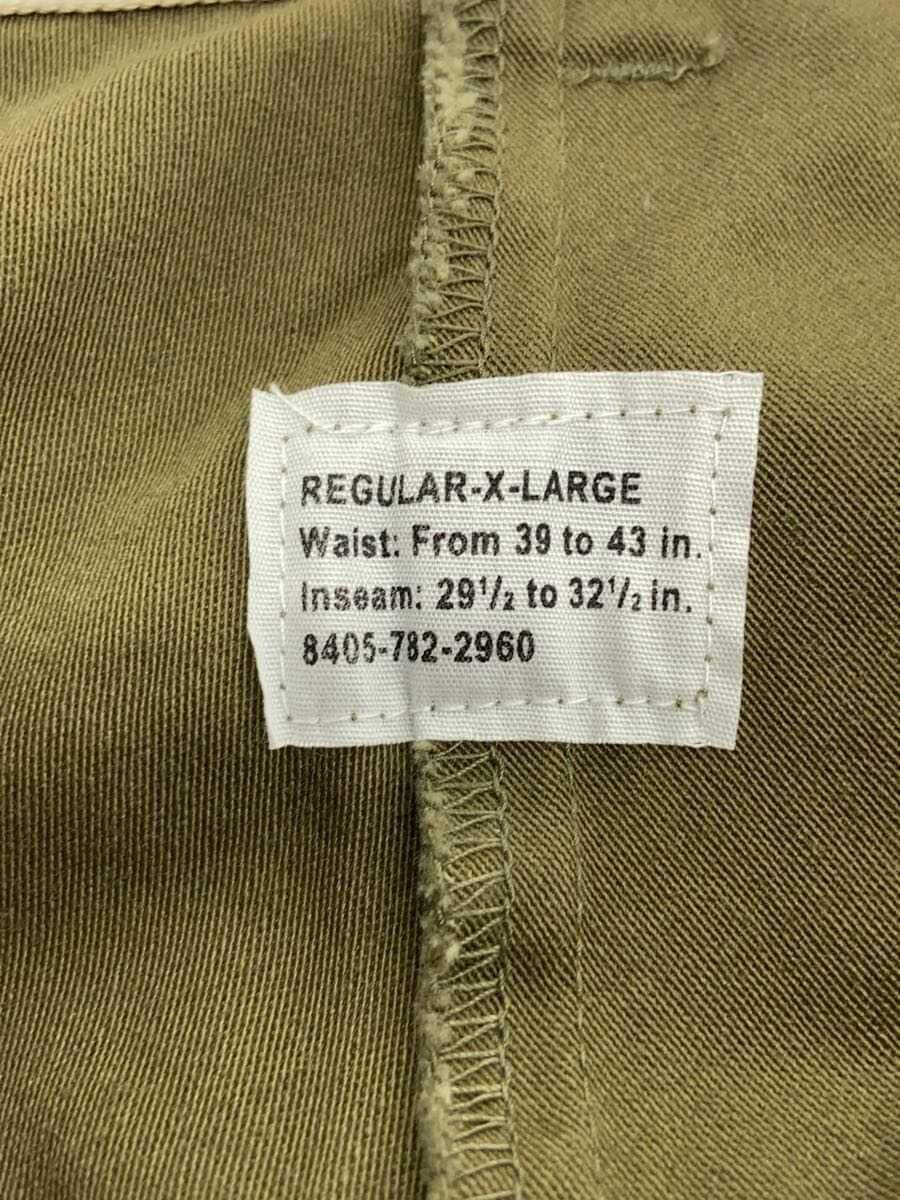 REGULAR-X-LARGE
Waist: From 39 to 43 in.
Inseam: 29½ to 32½ in.
8405-782-2960